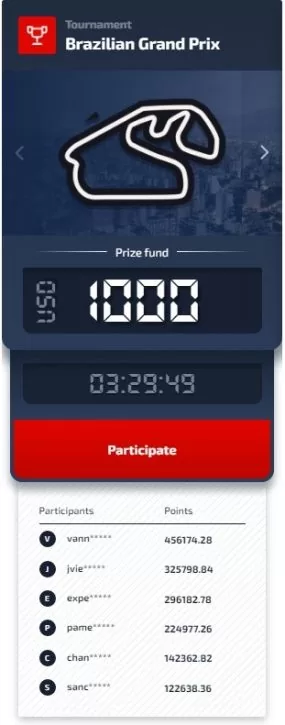 Tournament
Brazilian Grand Prix
Prize fund
USD
1000
03:29:49
Participate
Participants Points
V vann***** 456174.28
J jvie***** 325798.84
E expe***** 296182.78
P pame***** 224977.26
C chan***** 142362.82
S sanc***** 122638.36